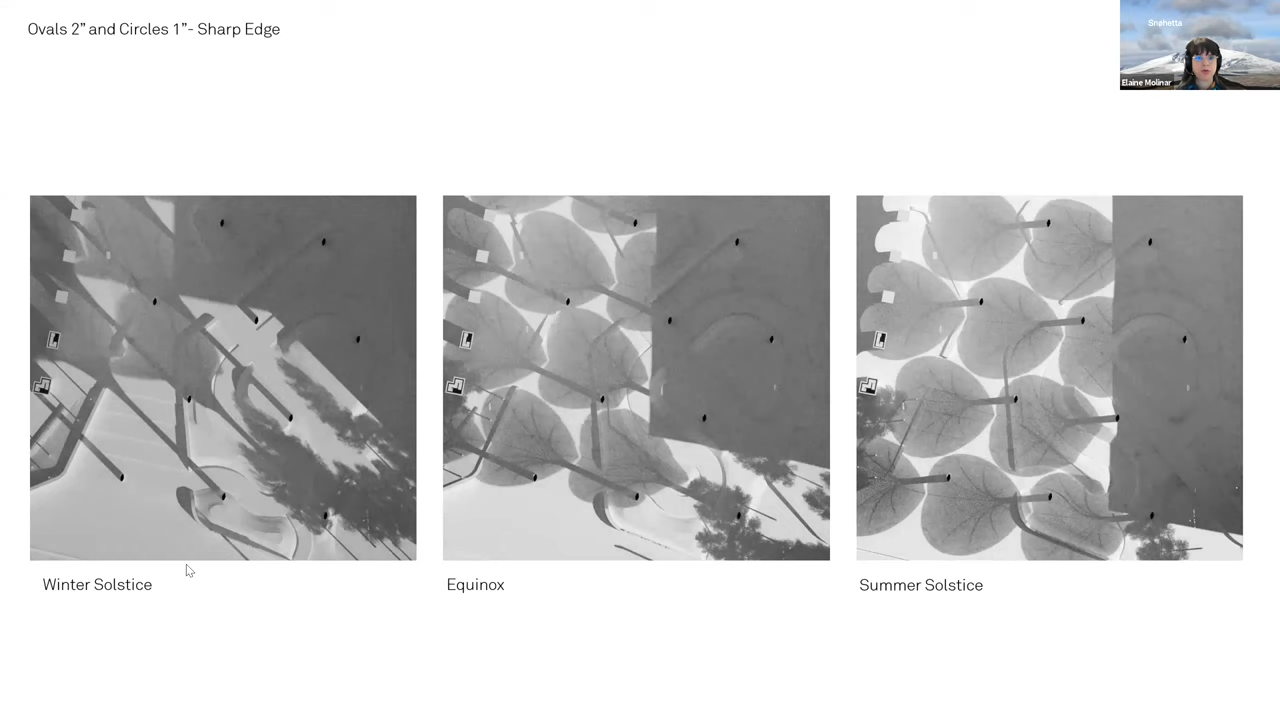 Ovals 2” and Circles 1”- Sharp Edge
Snøhetta
Elaine Molinar
Winter Solstice
Equinox
Summer Solstice